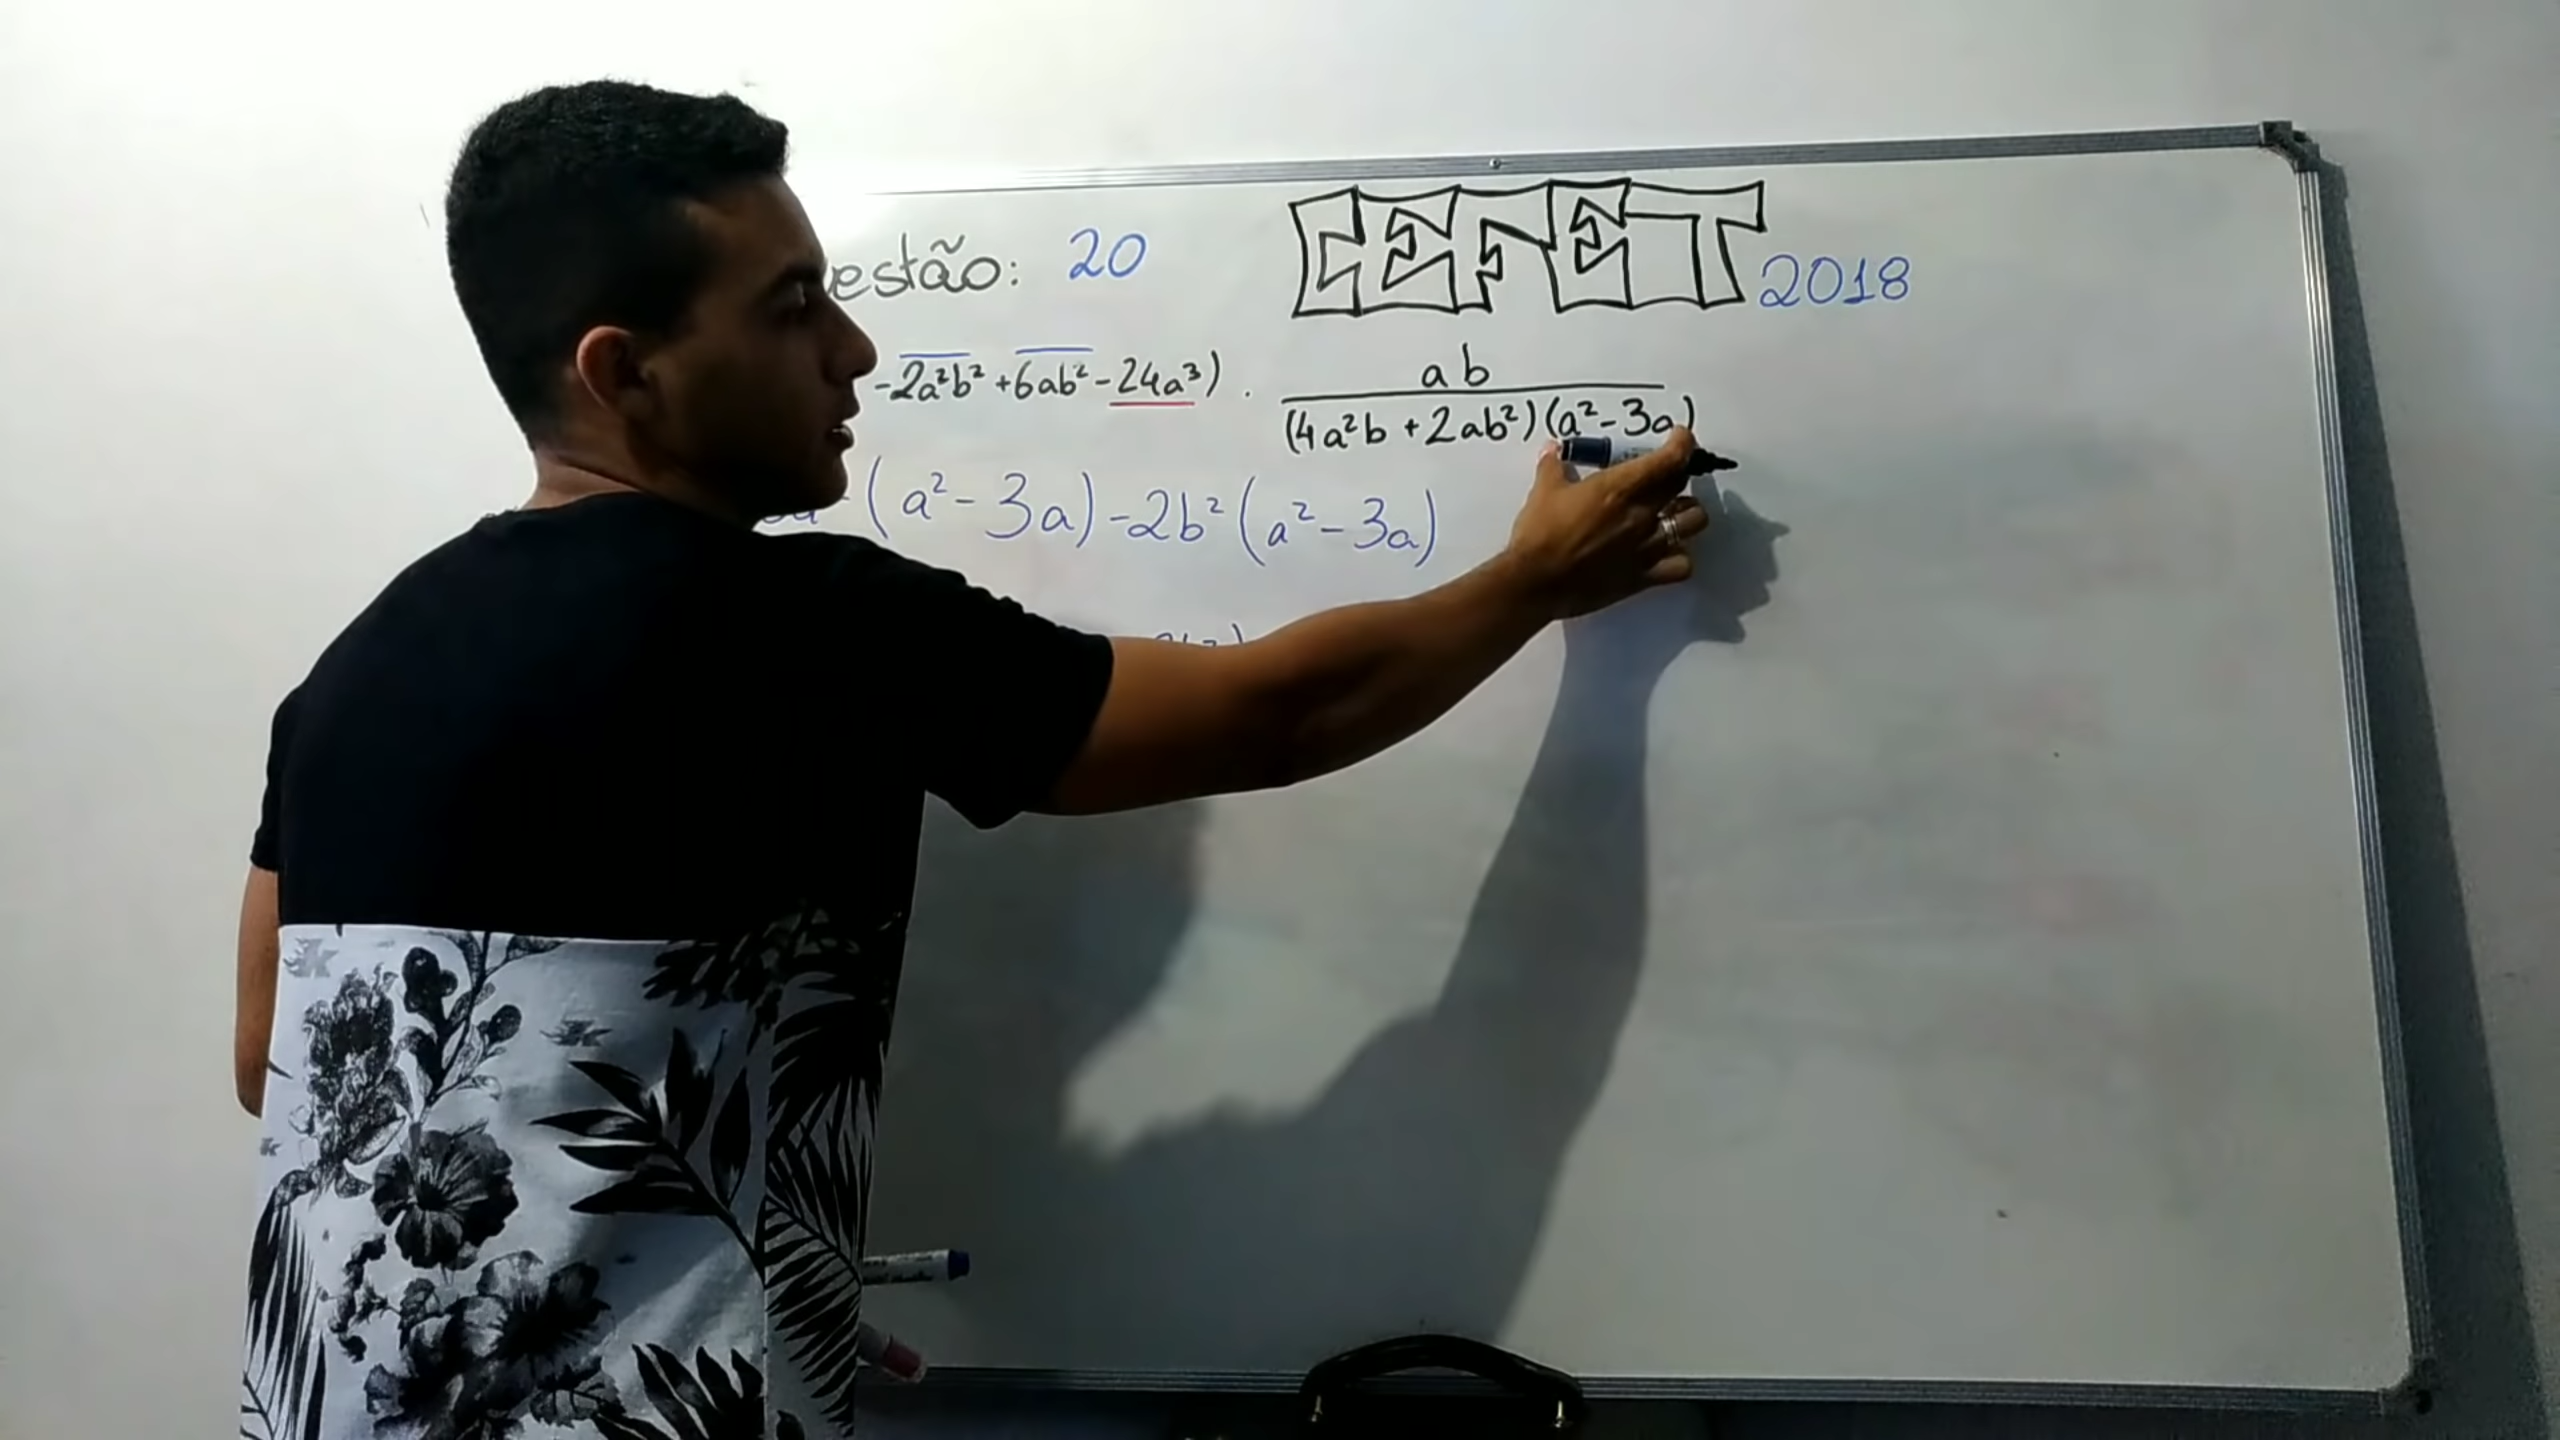 estão: 20
CEFET 2018
-2a²b² +6ab² -24a³) . ab
(4a²b + 2ab²)(a²-3a)
(a²-3a)-2b²(a²-3a)